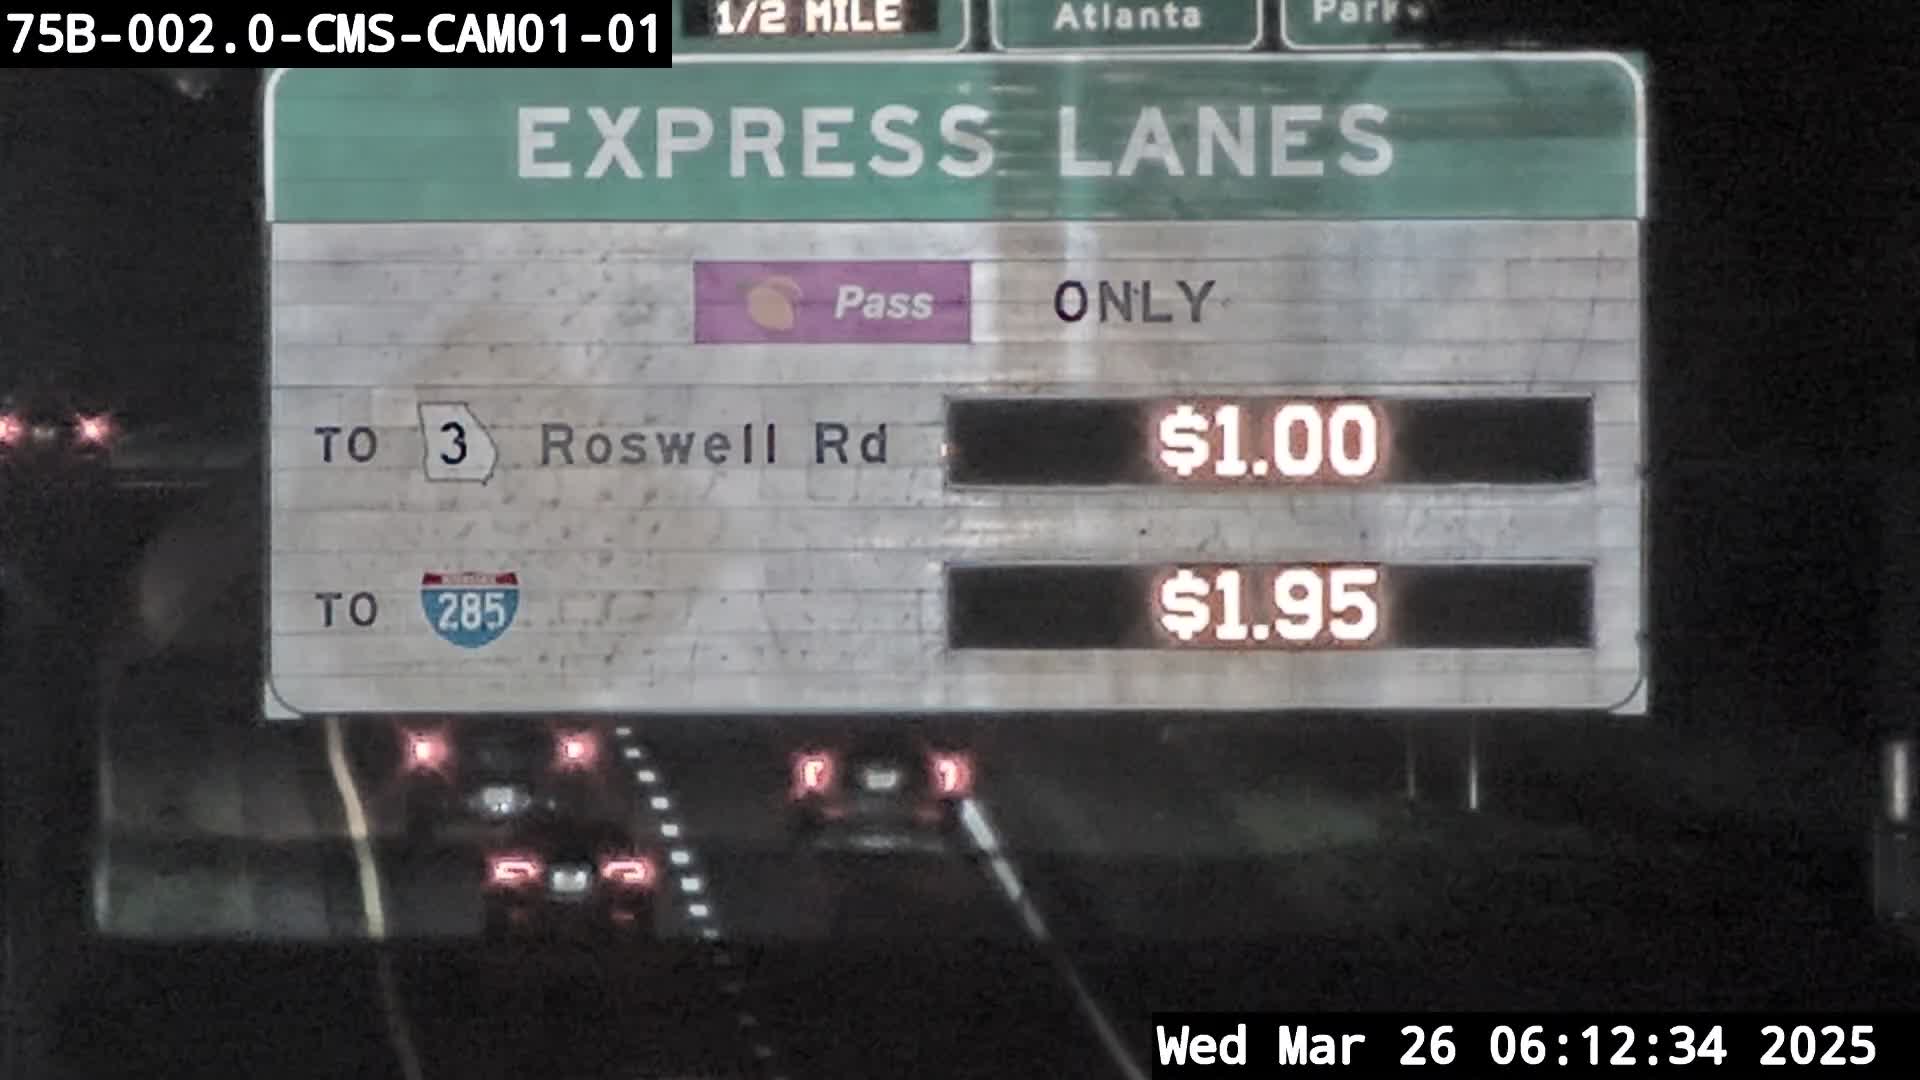 75B-002.0-CMS-CAM01-01
1/2 MILE
Atlanta
Park
EXPRESS LANES
Pass ONLY
TO 3 Roswell Rd $1.00
TO 285 $1.95
Wed Mar 26 06:12:34 2025